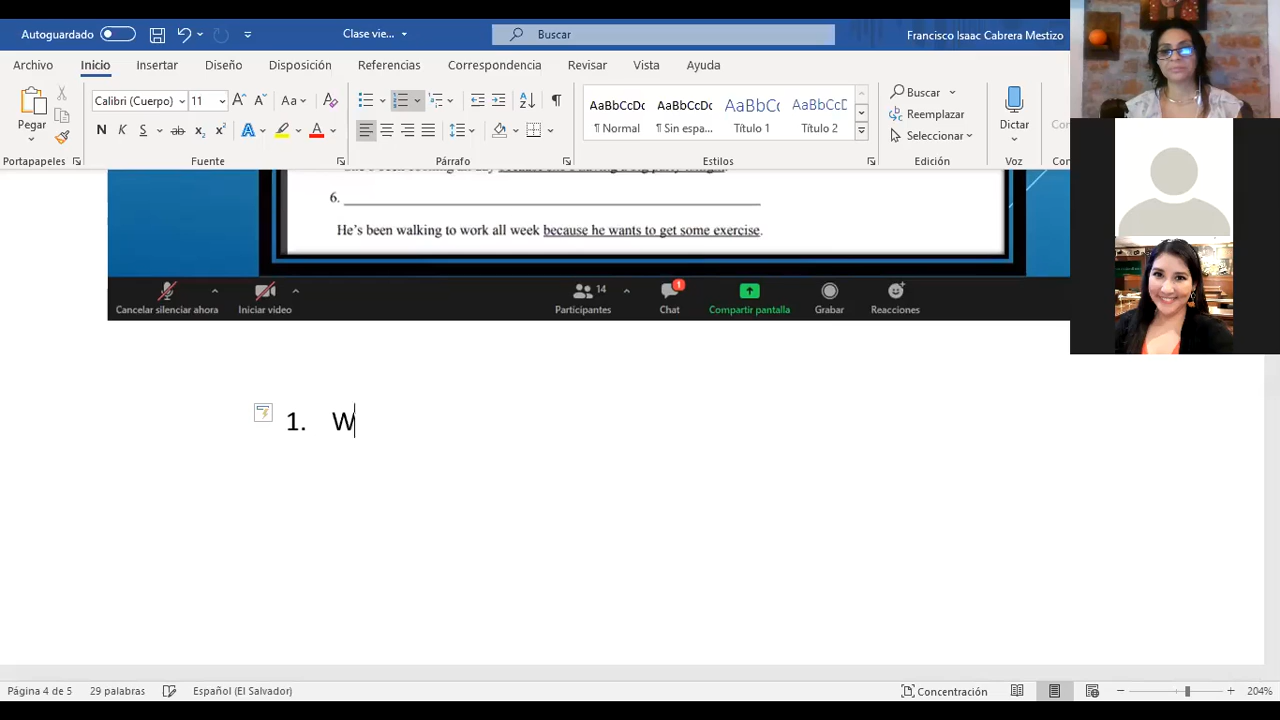 Autoguardado
Clase vie...
Buscar
Francisco Isaac Cabrera Mestizo
Archivo Inicio Insertar Diseño Disposición Referencias Correspondencia Revisar Vista Ayuda
Pegar
Calibri (Cuerpo) 11
AaBbCcDc AaBbCcDc AaBbCc AaBbCcD
¶ Normal ¶ Sin espa... Título 1 Título 2
Buscar
Reemplazar
Seleccionar
Dictar
Portapapeles Fuente Párrafo Estilos Edición Voz
6.
He's been walking to work all week because he wants to get some exercise.
14
1
Cancelar silenciar ahora Iniciar video Participantes Chat Compartir pantalla Grabar Reacciones
1. W
Página 4 de 5 29 palabras Español (El Salvador) Concentración 204%